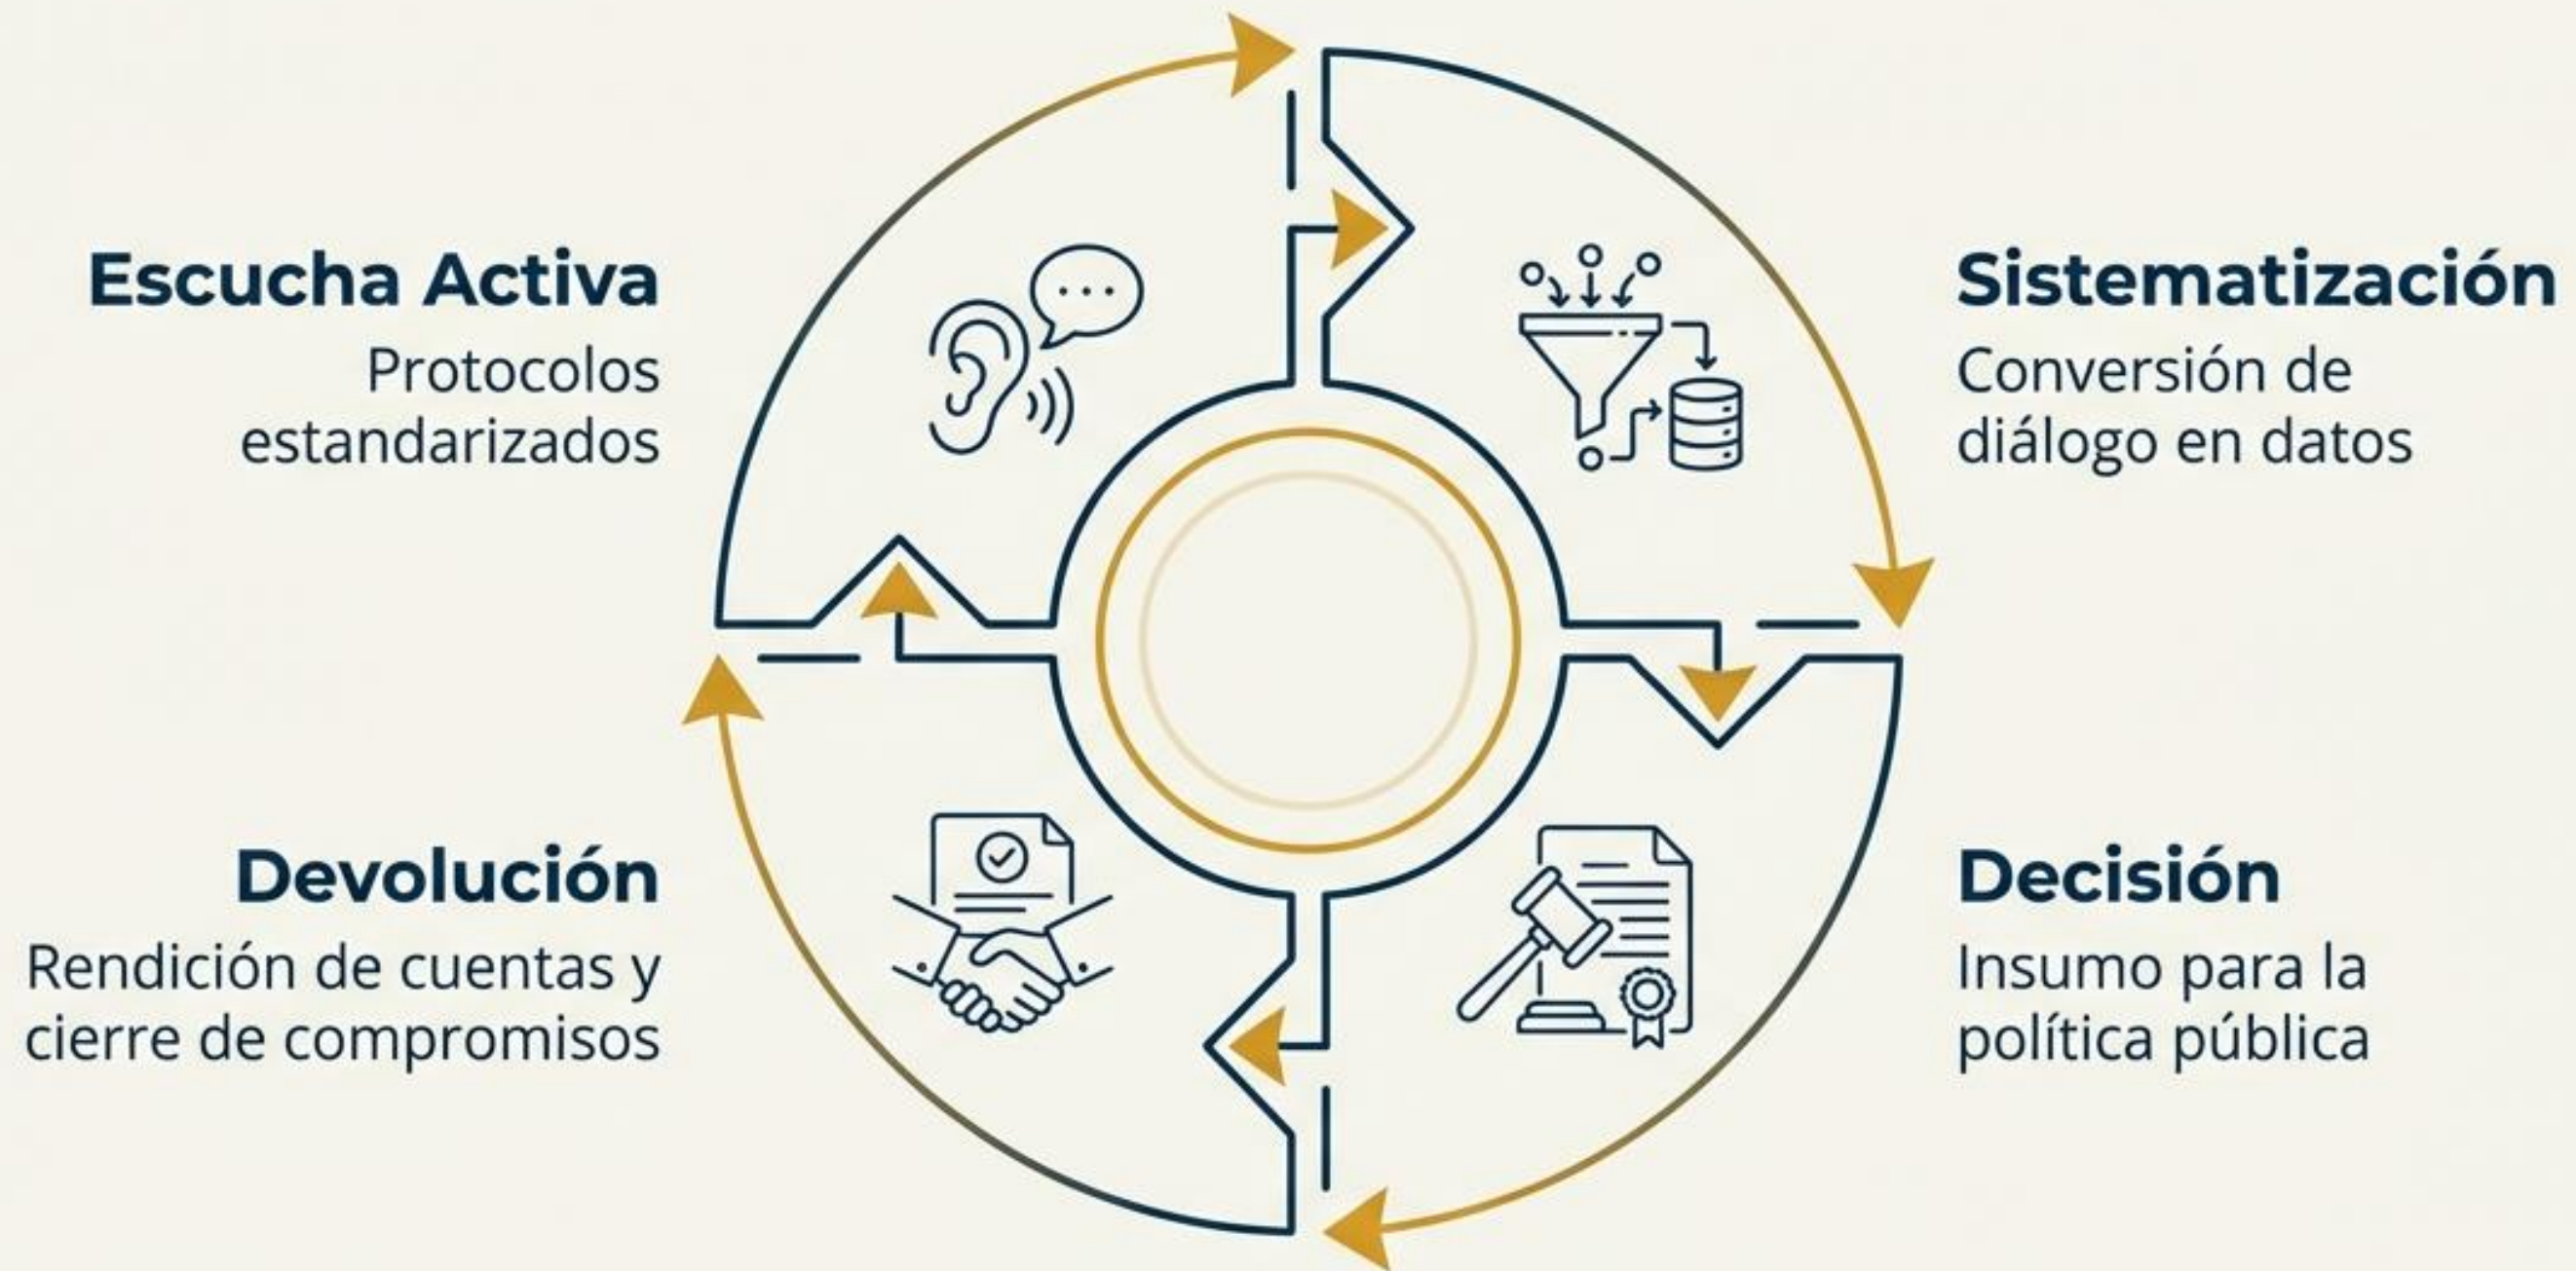 Escucha Activa
Protocolos
estandarizados
Sistematización
Conversión de
diálogo en datos
Devolución
Rendición de cuentas y
cierre de compromisos
Decisión
Insumo para la
política pública